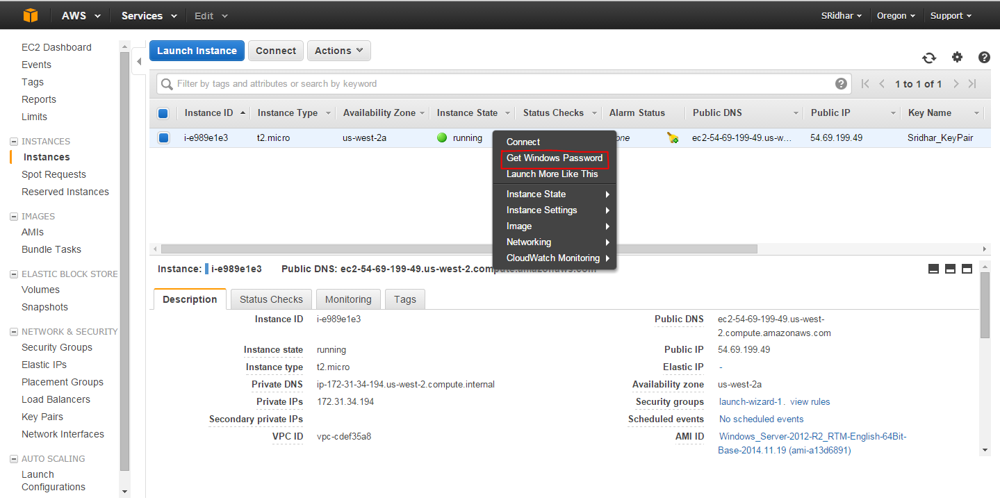 AWS Services Edit SRidhar Oregon Support
EC2 Dashboard
Events
Tags
Reports
Limits
INSTANCES
Instances
Spot Requests
Reserved Instances
IMAGES
AMIs
Bundle Tasks
ELASTIC BLOCK STORE
Volumes
Snapshots
NETWORK & SECURITY
Security Groups
Elastic IPs
Placement Groups
Load Balancers
Key Pairs
Network Interfaces
AUTO SCALING
Launch
Configurations
Launch Instance Connect Actions
Filter by tags and attributes or search by keyword 1 to 1 of 1
Instance ID Instance Type Availability Zone Instance State Status Checks Alarm Status Public DNS Public IP Key Name
i-e989e1e3 t2.micro us-west-2a running one ec2-54-69-199-49.us-w... 54.69.199.49 Sridhar_KeyPair
Connect
Get Windows Password
Launch More Like This
Instance State
Instance Settings
Image
Networking
CloudWatch Monitoring
Instance: i-e989e1e3 Public DNS: ec2-54-69-199-49.us-west-2.compute.amazonaws.com
Description Status Checks Monitoring Tags
Instance ID i-e989e1e3 Public DNS ec2-54-69-199-49.us-west-
2.compute.amazonaws.com
Instance state running Public IP 54.69.199.49
Instance type t2.micro Elastic IP -
Private DNS ip-172-31-34-194.us-west-2.compute.internal Availability zone us-west-2a
Private IPs 172.31.34.194 Security groups launch-wizard-1. view rules
Secondary private IPs Scheduled events No scheduled events
VPC ID vpc-cdef35a8 AMI ID Windows_Server-2012-R2_RTM-English-64Bit-
Base-2014.11.19 (ami-a13d6891)